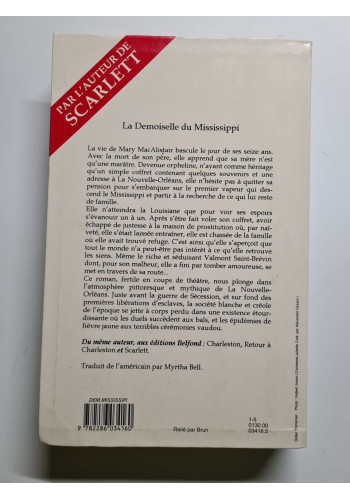 PAR L'AUTEUR DE
SCARLETT
La Demoiselle du Mississippi
La vie de Mary MacAlistair bascule le jour de ses seize ans.
Avec la mort de son père, elle apprend que sa mère n'est
qu'une marâtre. Devenue orpheline, n'ayant comme héritage
qu'un simple coffret contenant quelques souvenirs et une
adresse à La Nouvelle-Orléans, elle n'hésite pas à quitter sa
pension pour s'embarquer sur le premier vapeur qui des-
cend le Mississippi et partir à la recherche de ce qui lui reste
de famille.
Elle n'atteindra la Louisiane que pour voir ses espoirs
s'évanouir un à un. Après s'être fait voler son coffret, avoir
échappé de justesse à la maison de prostitution où, par naï-
veté, elle s'était laissée entraîner, elle est chassée de la famille
où elle avait trouvé refuge. C'est ainsi qu'elle s'aperçoit que
tout le monde n'a peut-être pas intérêt à ce qu'elle retrouve
les siens. Même le riche et séduisant Valmont Saint-Brévin
dont, pour son malheur, elle a fini par tomber amoureuse, se
met en travers de sa route...
Ce roman, fertile en coups de théâtre, nous plonge dans
l'atmosphère pittoresque et mythique de La Nouvelle-
Orléans. Juste avant la guerre de Sécession, et sur fond des
premières libérations d'esclaves, la société blanche et créole
de l'époque se jette à corps perdu dans une existence étour-
dissante où les duels succèdent aux bals, et les épidémies de
fièvre jaune aux terribles cérémonies vaudou.
Du même auteur, aux éditions Belfond : Charleston, Retour à
Charleston et Scarlett.
Traduit de l'américain par Myrtha Bell.
DEM.MISSISSIPI
9 782286 034160
Relié par Brun
1-5
0130.00
03416.5